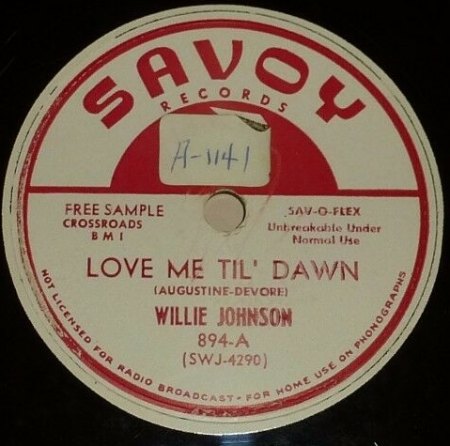 SAVOY
RECORDS
A-1141
FREE SAMPLE
CROSSROADS
BMI
SAV-O-FLEX
Unbreakable Under
Normal Use
LOVE ME TIL' DAWN
(AUGUSTINE-DEVORE)
WILLIE JOHNSON
894-A
(SWJ-4290)
NOT LICENSED FOR RADIO BROADCAST • FOR HOME USE ON PHONOGRAPHS